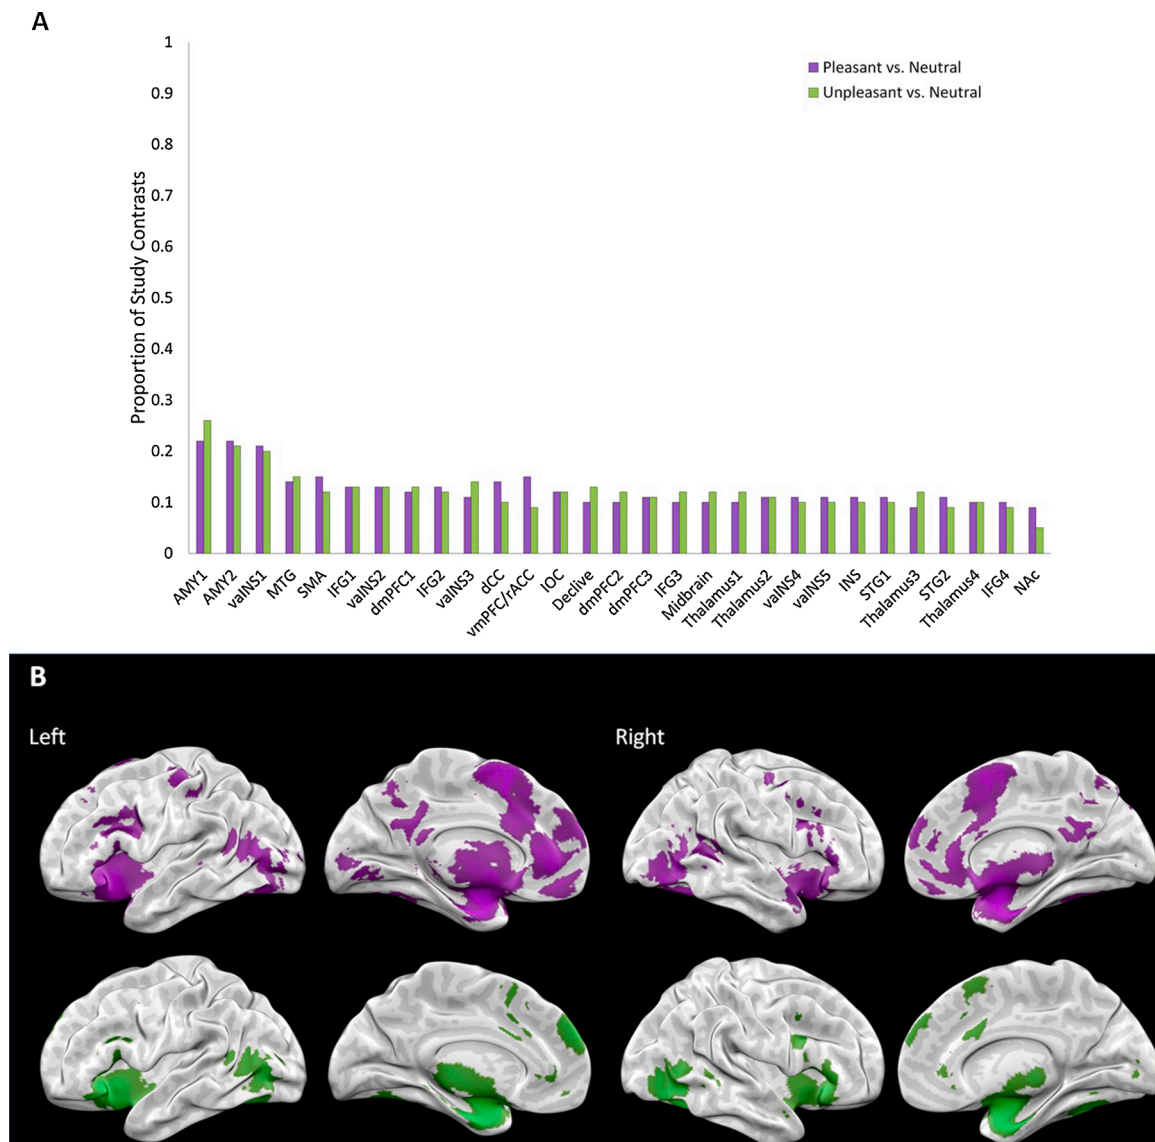 A
Proportion of Study Contrasts
1
0.9
0.8
0.7
0.6
0.5
0.4
0.3
0.2
0.1
0
Pleasant vs. Neutral
Unpleasant vs. Neutral
AMY1
AMY2
vaINS1
MTG
SMA
IFG1
vaINS2
dmPFC1
IFG2
vaINS3
dCC
vmPFC/rACC
IOC
Declive
dmPFC2
dmPFC3
IFG3
Midbrain
Thalamus1
Thalamus2
vaINS4
vaINS5
INS
STG1
Thalamus3
STG2
Thalamus4
IFG4
NAc
B
Left
Right